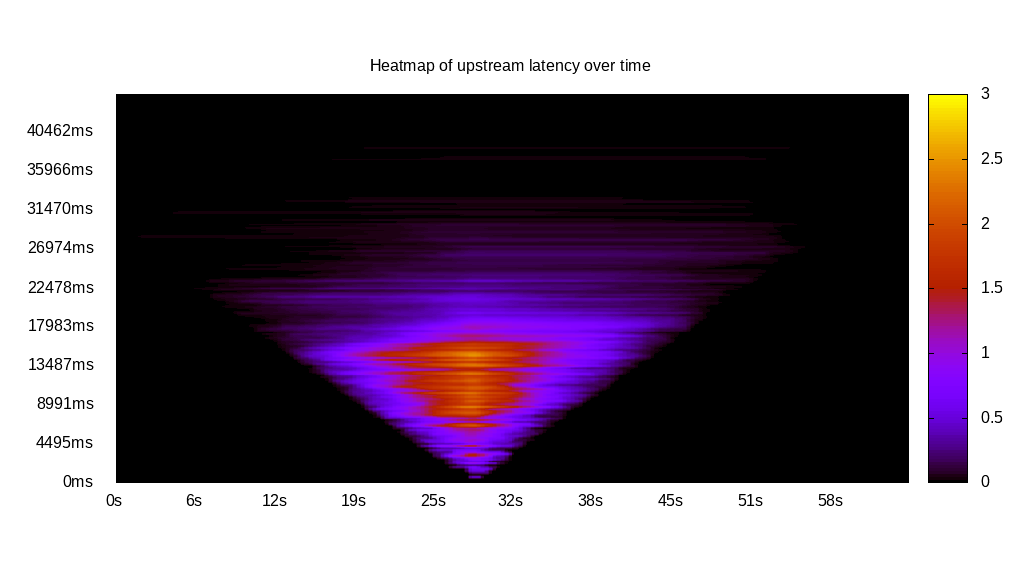 Heatmap of upstream latency over time
40462ms
35966ms
31470ms
26974ms
22478ms
17983ms
13487ms
8991ms
4495ms
0ms
0s 6s 12s 19s 25s 32s 38s 45s 51s 58s
3
2.5
2
1.5
1
0.5
0